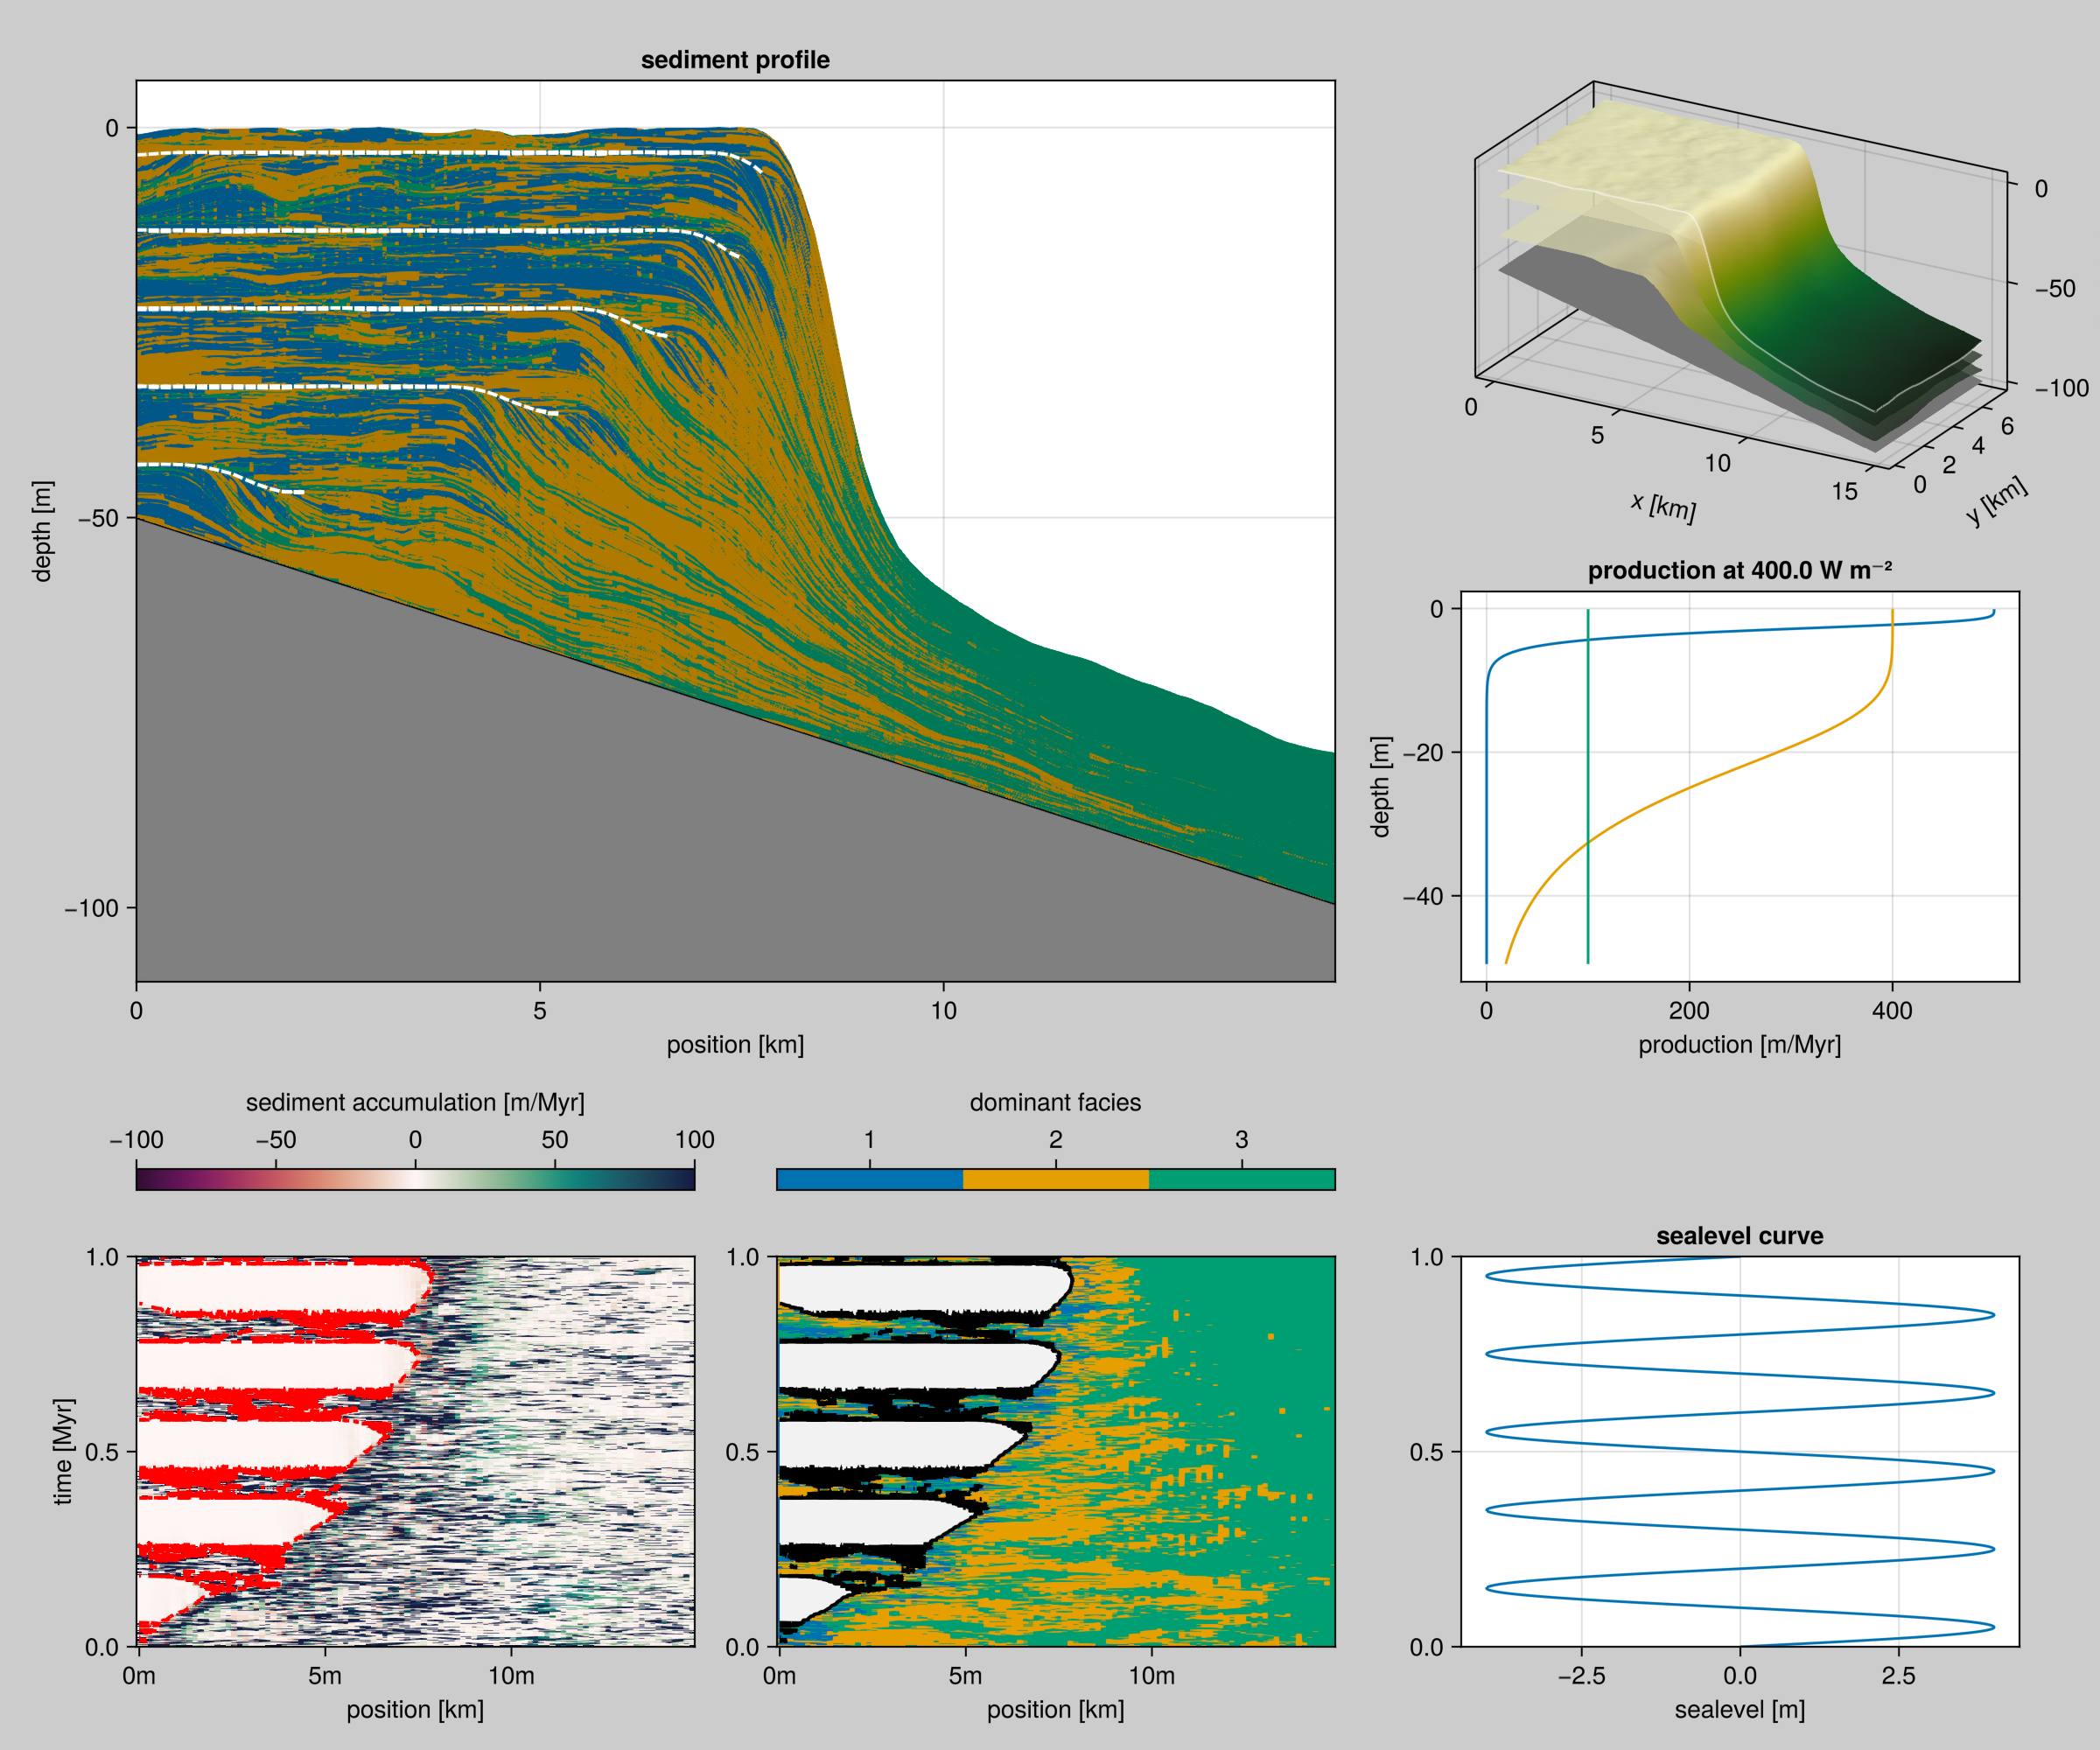 sediment profile
0
−50
−100
depth [m]
0
5
10
position [km]
0
−50
−100
0
5
10
15
x [km]
0
2
4
6
y [km]
production at 400.0 W m⁻²
0
−20
−40
depth [m]
0
200
400
production [m/Myr]
sediment accumulation [m/Myr]
−100
−50
0
50
100
dominant facies
1
2
3
1.0
0.5
0.0
time [Myr]
0m
5m
10m
position [km]
1.0
0.5
0.0
0m
5m
10m
position [km]
sealevel curve
1.0
0.5
0.0
−2.5
0.0
2.5
sealevel [m]